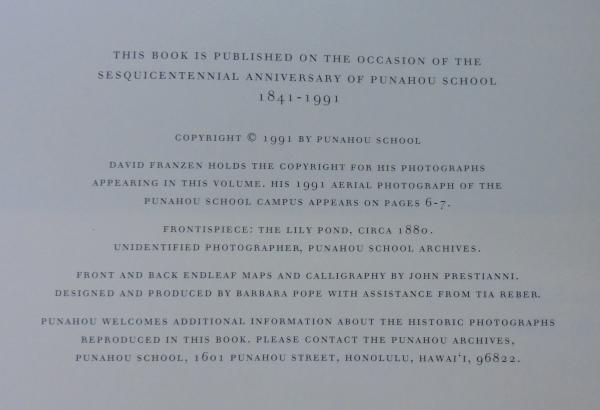 THIS BOOK IS PUBLISHED ON THE OCCASION OF THE
SESQUICENTENNIAL ANNIVERSARY OF PUNAHOU SCHOOL
1841-1991
COPYRIGHT © 1991 BY PUNAHOU SCHOOL
DAVID FRANZEN HOLDS THE COPYRIGHT FOR HIS PHOTOGRAPHS
APPEARING IN THIS VOLUME. HIS 1991 AERIAL PHOTOGRAPH OF THE
PUNAHOU SCHOOL CAMPUS APPEARS ON PAGES 6-7.
FRONTISPIECE: THE LILY POND, CIRCA 1880.
UNIDENTIFIED PHOTOGRAPHER, PUNAHOU SCHOOL ARCHIVES.
FRONT AND BACK ENDLEAF MAPS AND CALLIGRAPHY BY JOHN PRESTIANNI.
DESIGNED AND PRODUCED BY BARBARA POPE WITH ASSISTANCE FROM TIA REBER.
PUNAHOU WELCOMES ADDITIONAL INFORMATION ABOUT THE HISTORIC PHOTOGRAPHS
REPRODUCED IN THIS BOOK. PLEASE CONTACT THE PUNAHOU ARCHIVES,
PUNAHOU SCHOOL, 1601 PUNAHOU STREET, HONOLULU, HAWAI‘I, 96822.